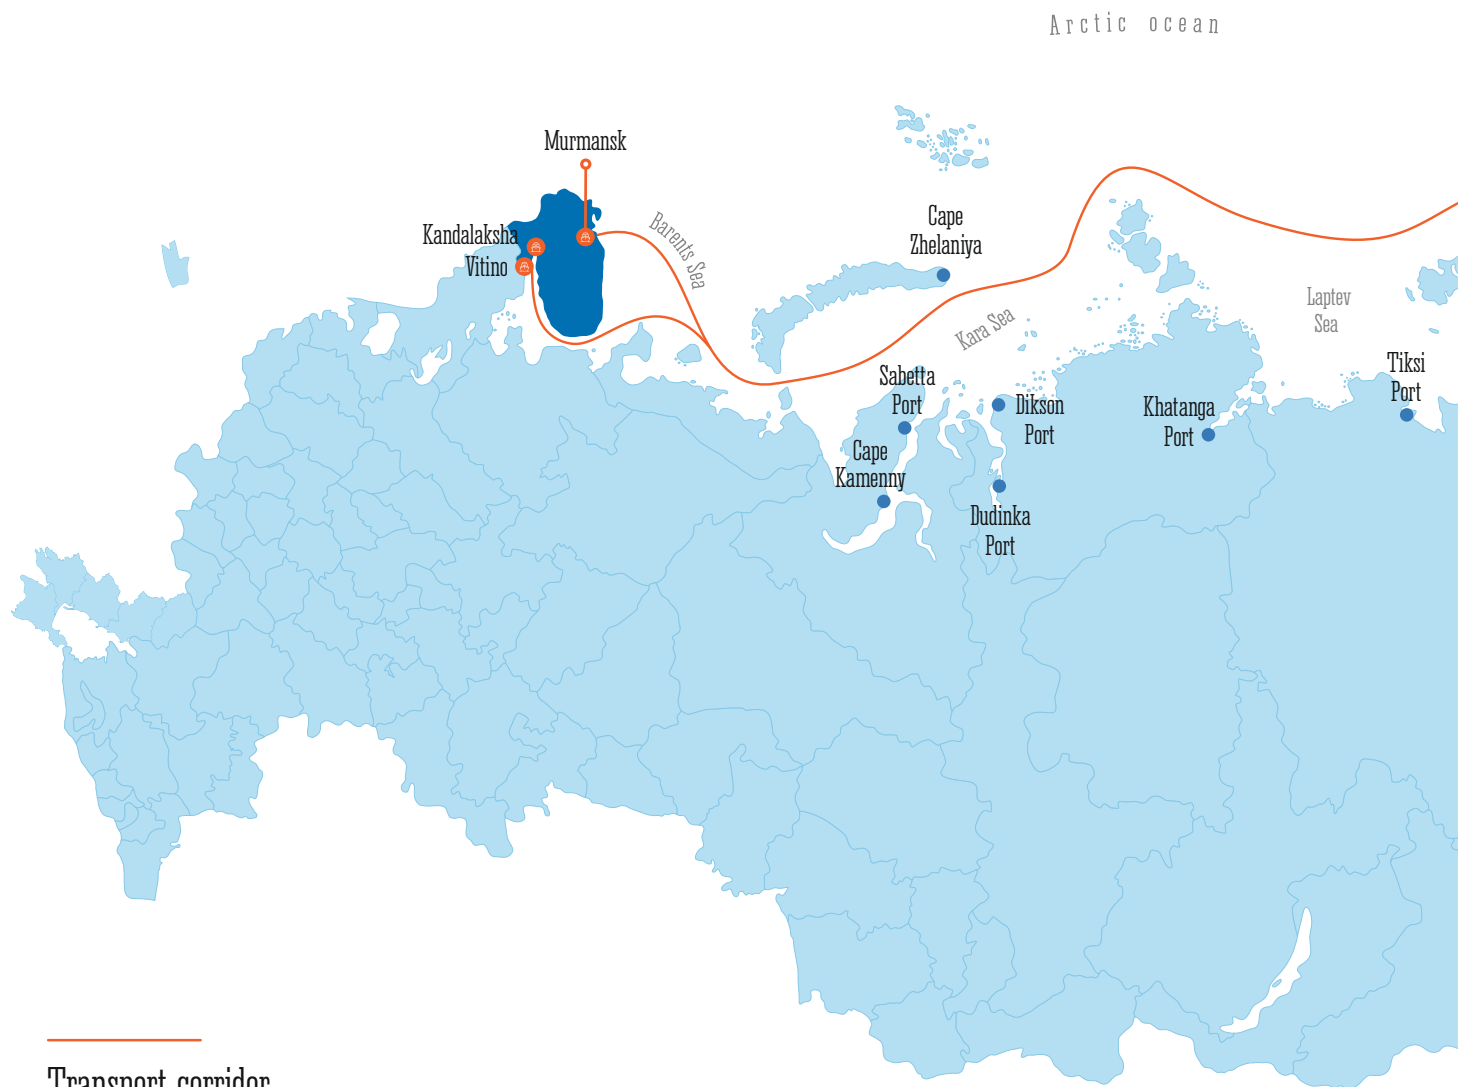 Arctic ocean
Murmansk
Barents Sea
Kandalaksha
Vitino
Cape
Zhelaniya
Kara Sea
Laptev
Sea
Sabetta
Port
Cape
Kamenny
Dikson
Port
Dudinka
Port
Khatanga
Port
Tiksi
Port
Transport corridor